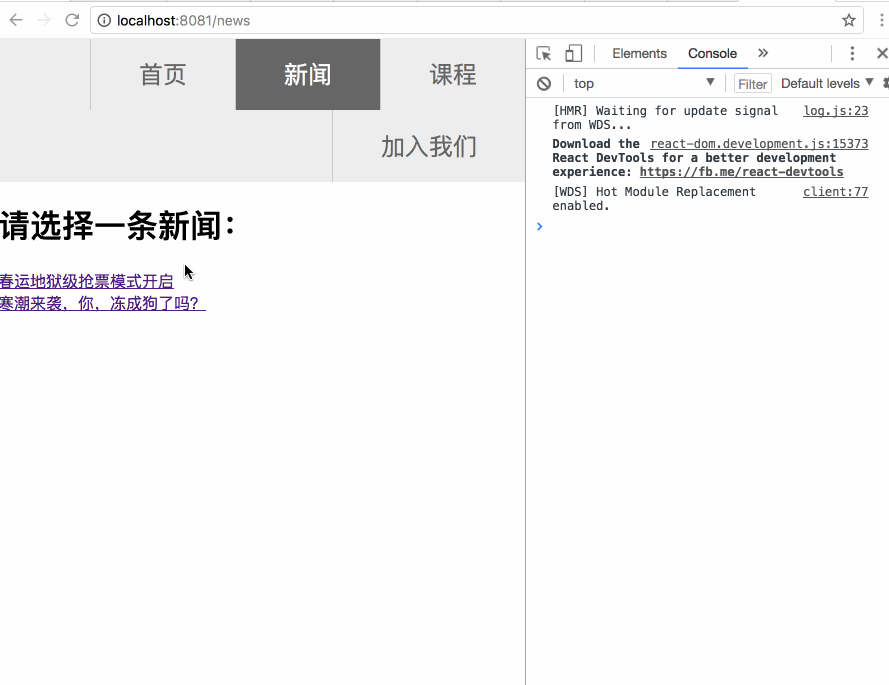 localhost:8081/news
首页 新闻 课程
加入我们
请选择一条新闻：
春运地狱级抢票模式开启
寒潮来袭，你，冻成狗了吗？
Elements Console »
top Filter Default levels
[HMR] Waiting for update signal log.js:23
from WDS...
Download the react-dom.development.js:15373
React DevTools for a better development
experience: https://fb.me/react-devtools
[WDS] Hot Module Replacement client:77
enabled.